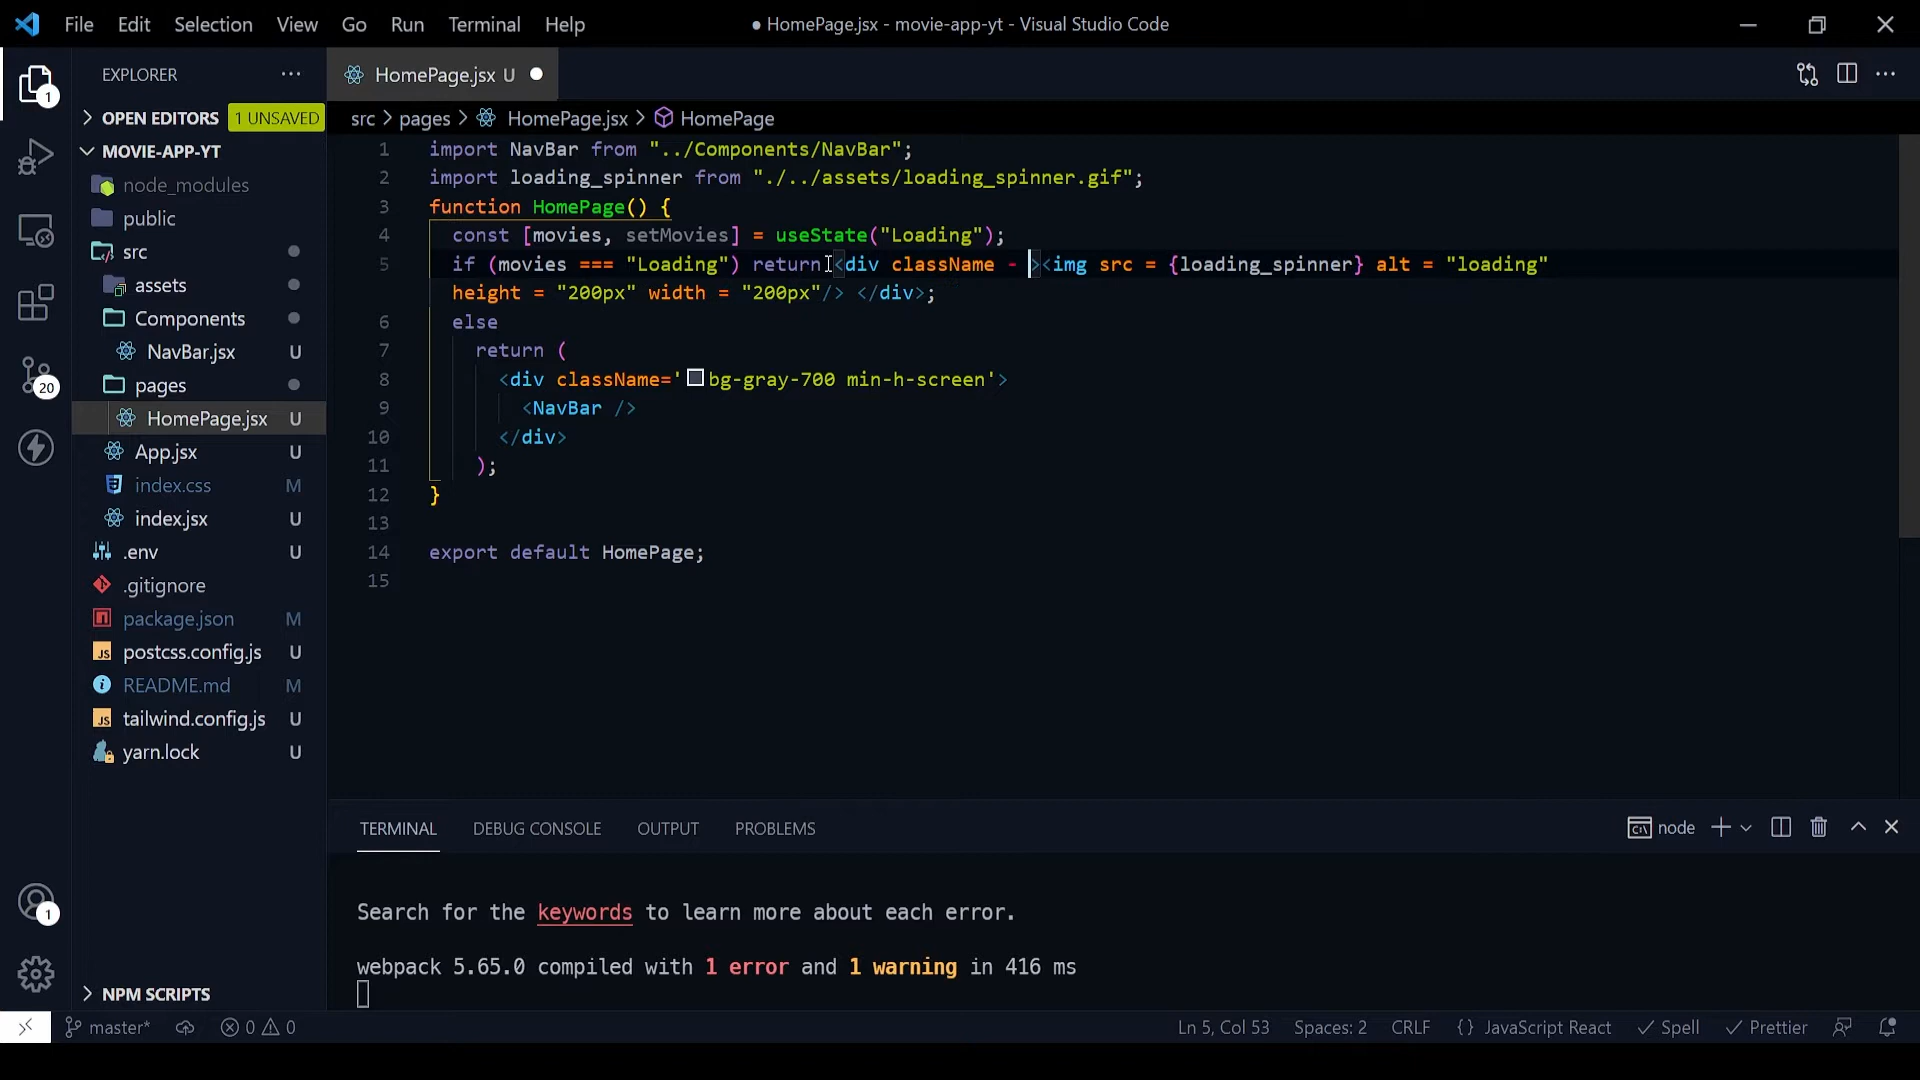 File Edit Selection View Go Run Terminal Help
● HomePage.jsx - movie-app-yt - Visual Studio Code
EXPLORER
HomePage.jsx U
1
OPEN EDITORS 1 UNSAVED
src > pages > HomePage.jsx > HomePage
MOVIE-APP-YT
node_modules
public
src
assets
Components
NavBar.jsx U
pages
20
HomePage.jsx U
App.jsx U
index.css M
index.jsx U
.env U
.gitignore
package.json M
JS postcss.config.js U
README.md M
JS tailwind.config.js U
yarn.lock U
1
NPM SCRIPTS
1 import NavBar from "../Components/NavBar";
2 import loading_spinner from "./../assets/loading_spinner.gif";
3 function HomePage() {
4 const [movies, setMovies] = useState("Loading");
5 if (movies === "Loading") return <div className - ><img src = {loading_spinner} alt = "loading"
height = "200px" width = "200px"/> </div>;
6 else
7 return (
8 <div className='bg-gray-700 min-h-screen'>
9 <NavBar />
10 </div>
11 );
12 }
13
14 export default HomePage;
15
TERMINAL DEBUG CONSOLE OUTPUT PROBLEMS
node
Search for the keywords to learn more about each error.
webpack 5.65.0 compiled with 1 error and 1 warning in 416 ms
master* 0 0 Ln 5, Col 53 Spaces: 2 CRLF {} JavaScript React Spell Prettier